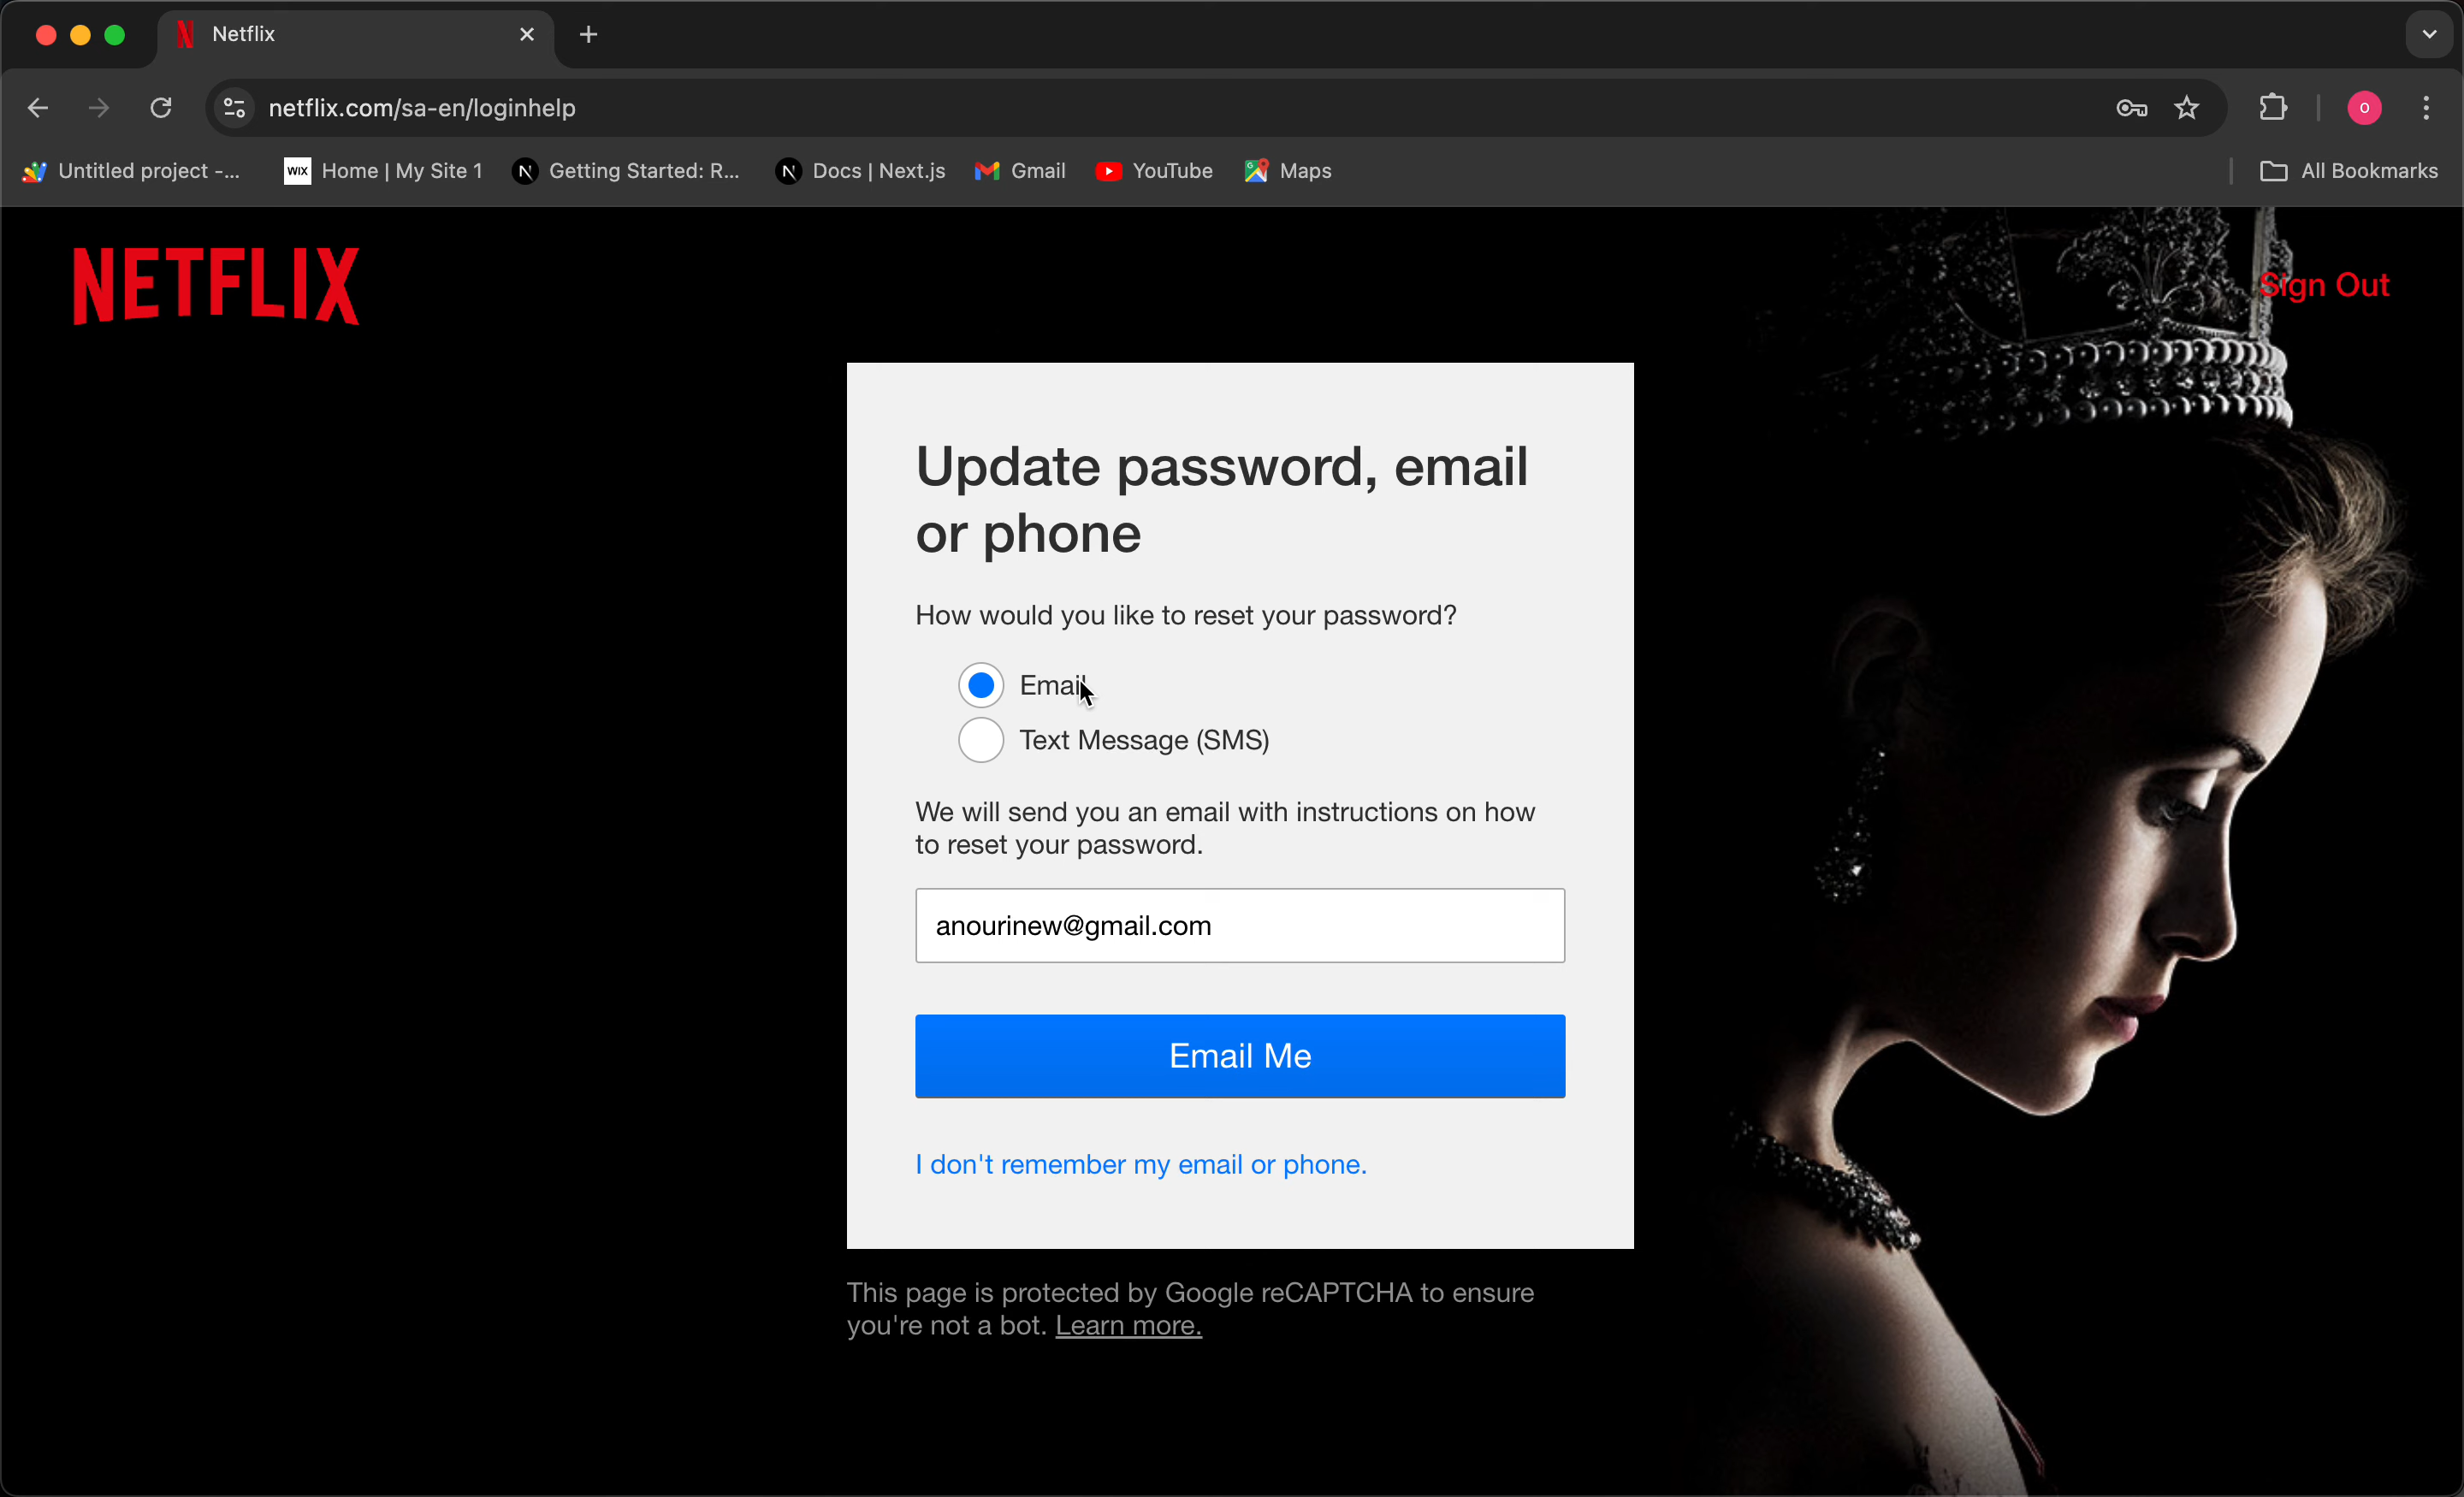 Netflix
netflix.com/sa-en/loginhelp
O
Untitled project -...
WIX Home | My Site 1
N Getting Started: R...
N Docs | Next.js
Gmail
YouTube
Maps
All Bookmarks
NETFLIX
Sign Out
Update password, email
or phone
How would you like to reset your password?
Email
Text Message (SMS)
We will send you an email with instructions on how
to reset your password.
anourinew@gmail.com
Email Me
I don't remember my email or phone.
This page is protected by Google reCAPTCHA to ensure
you're not a bot. Learn more.